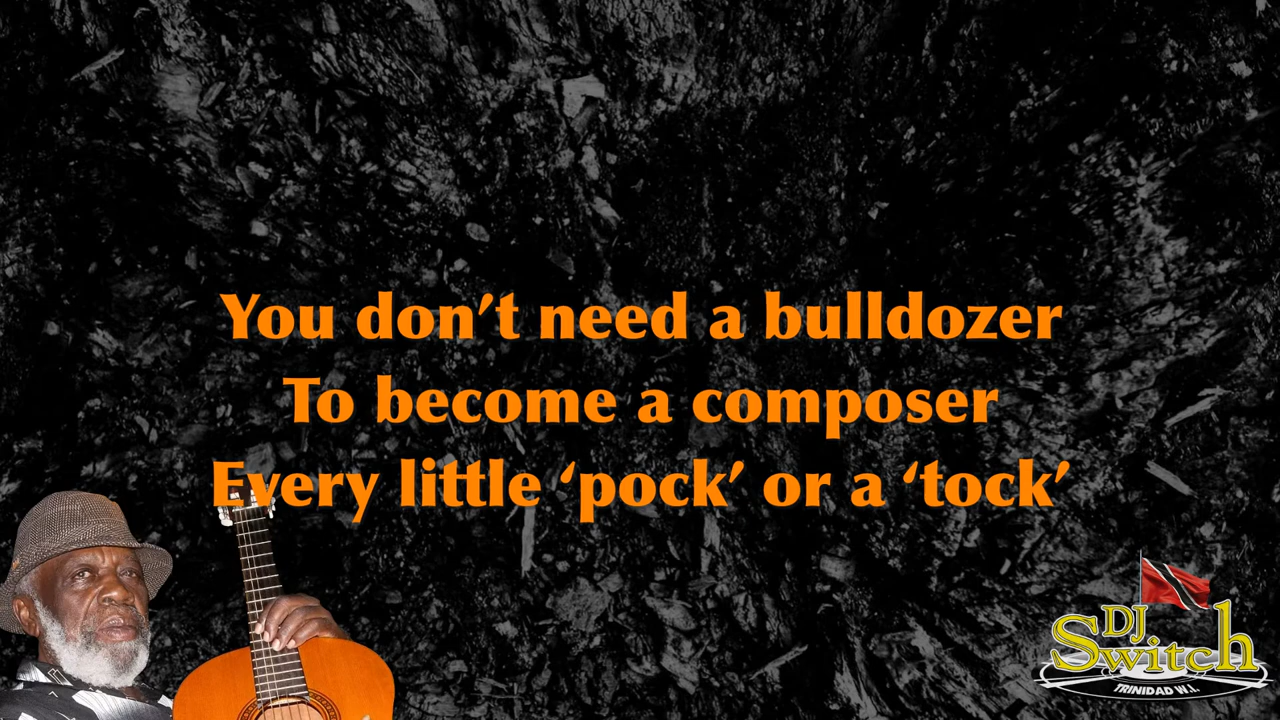 You don’t need a bulldozer
To become a composer
Every little ‘pock’ or a ‘tock’
DJ
Switch
TRINIDAD W.I.